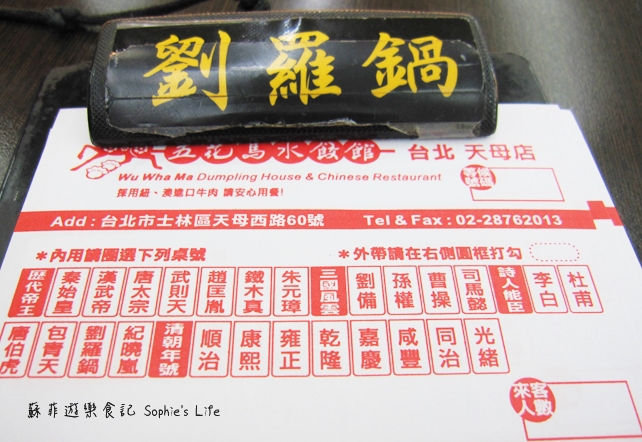 劉羅鍋
五花馬水餃館 台北 天母店
Wu Wha Ma Dumpling House & Chinese Restaurant
採用紐、澳進口牛肉 請安心用餐!
Add : 台北市士林區天母西路60號 Tel & Fax : 02-28762013
*內用請圈選下列桌號 *外帶請在右側圓框打勾
歷代帝王 秦始皇 漢武帝 唐太宗 武則天 趙匡胤 鐵木真 朱元璋 三國風雲 劉備 孫權 曹操 司馬懿 詩人能臣 李白 杜甫
唐伯虎 包青天 劉羅鍋 紀曉嵐 清朝年號 順治 康熙 雍正 乾隆 嘉慶 咸豐 同治 光緒
來客人數
蘇菲遊樂食記 Sophie's Life